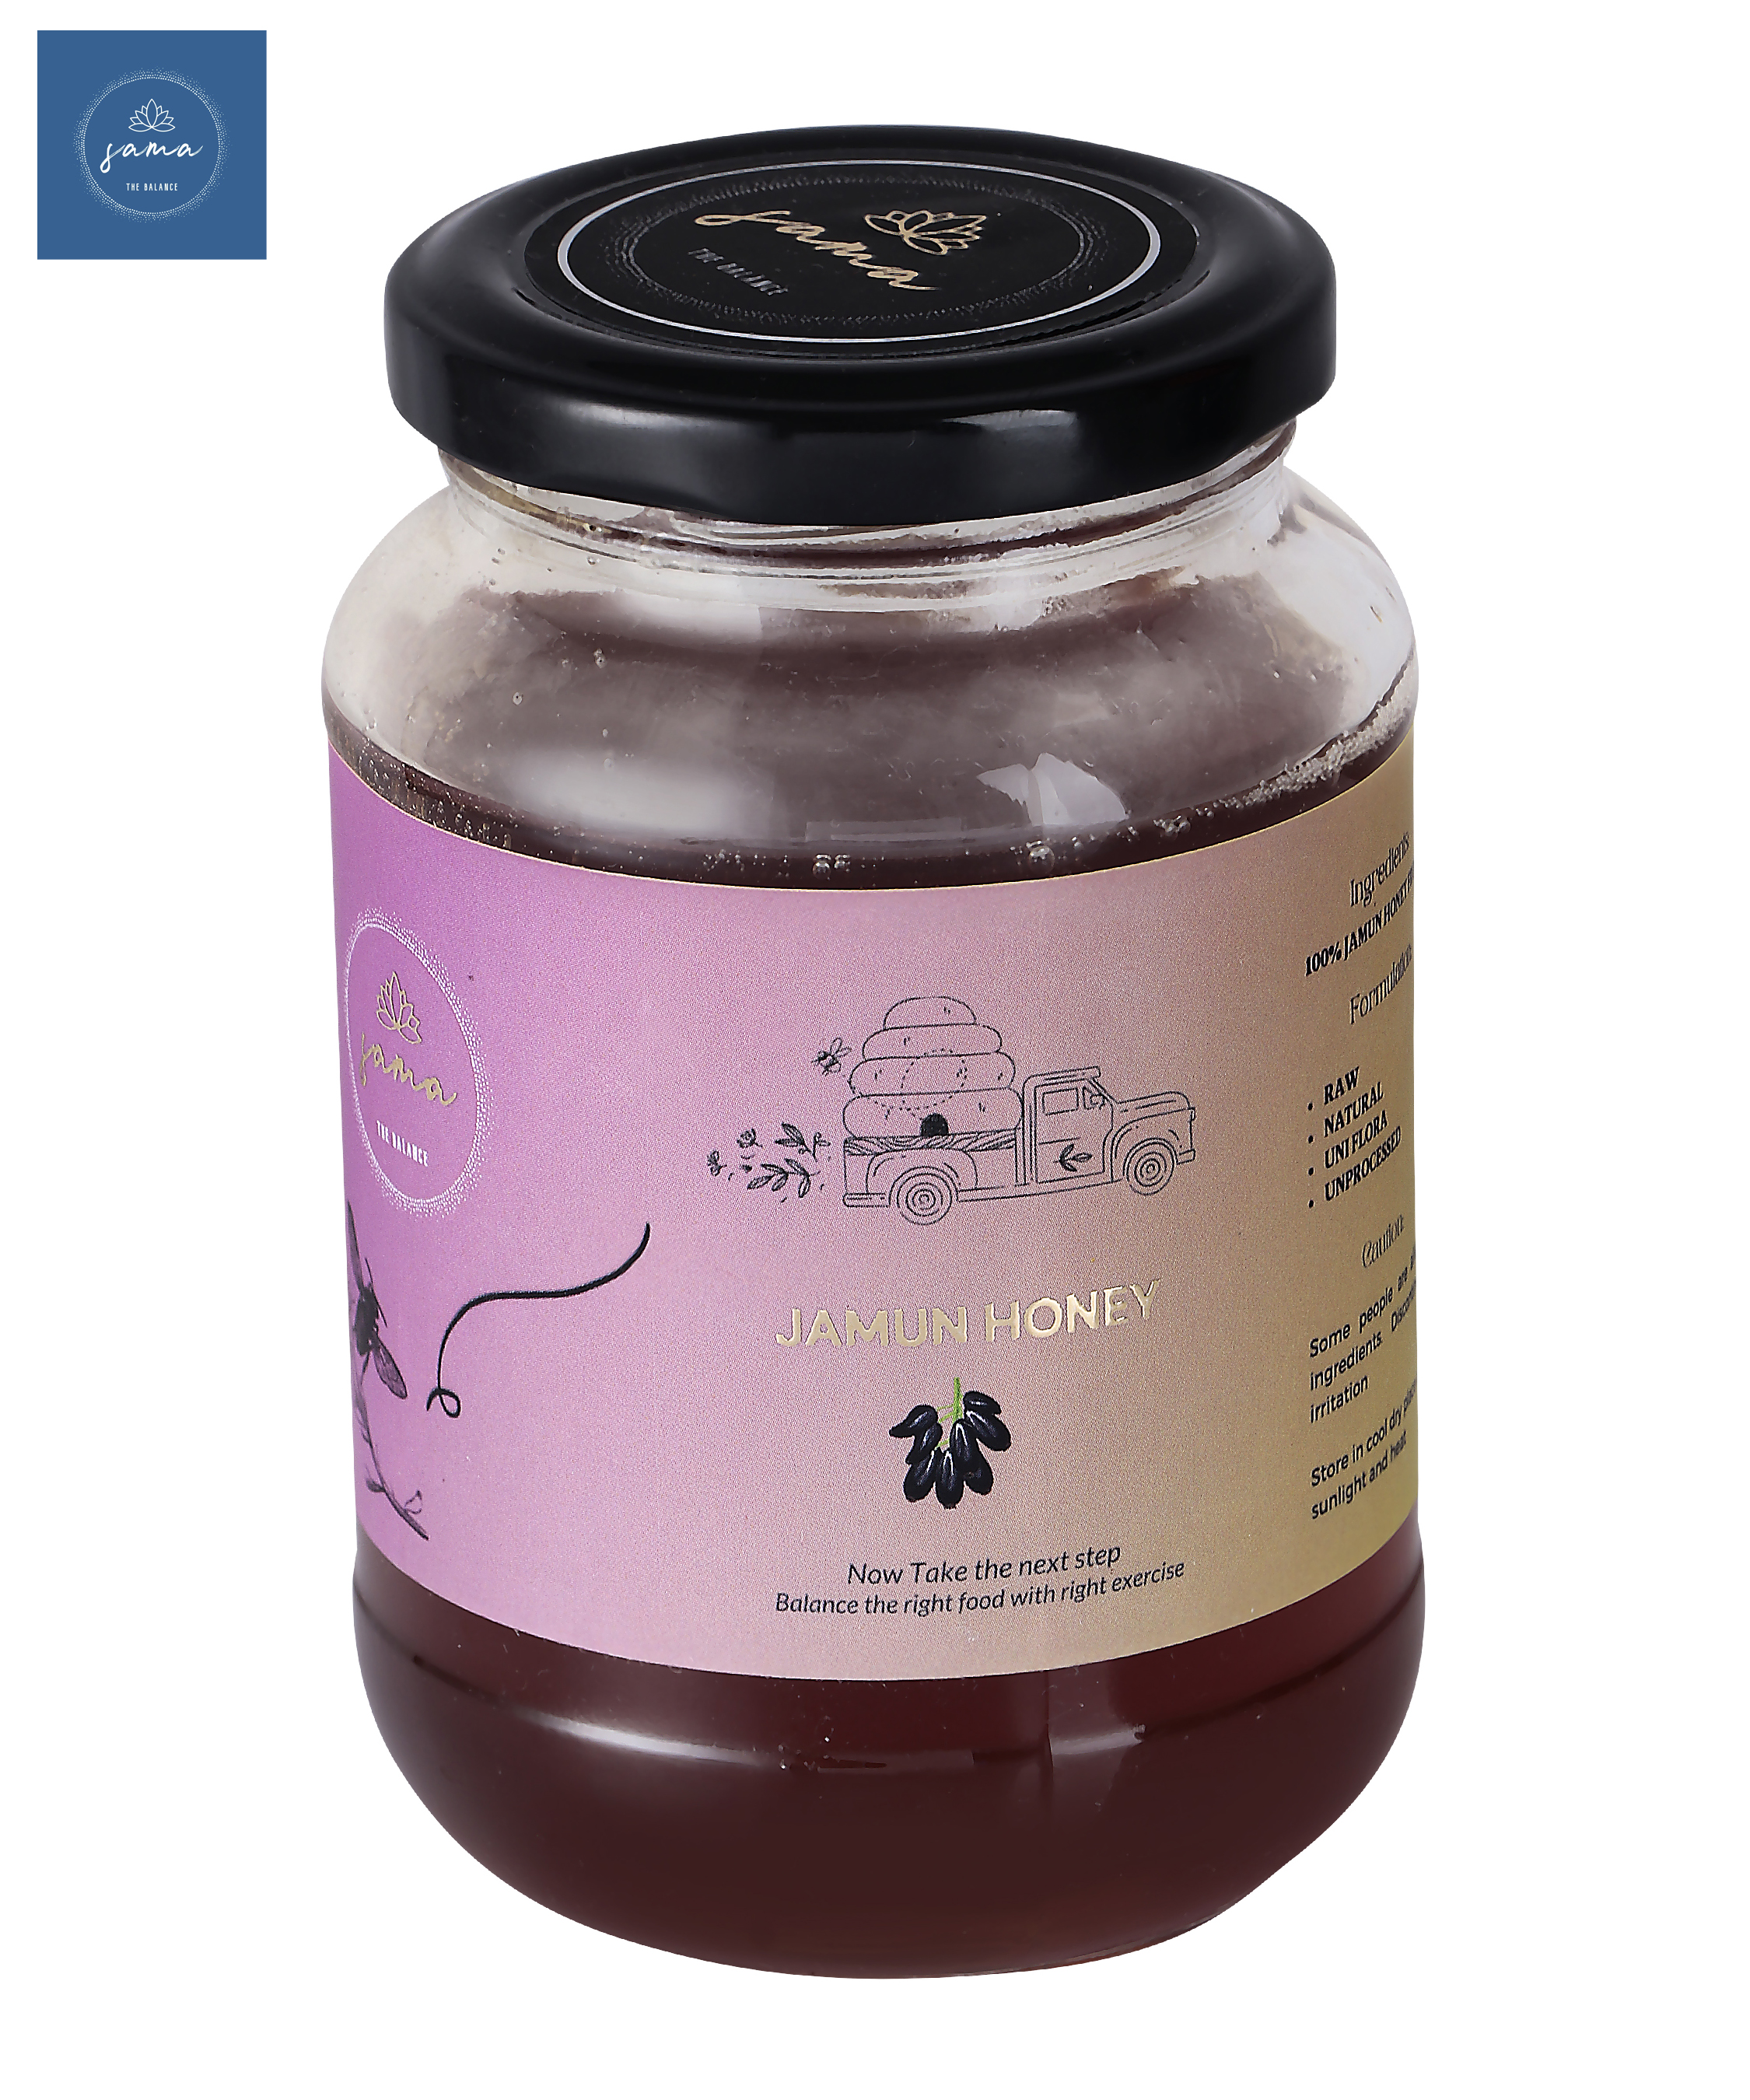 sama
THE BALANCE
sama
THE BALANCE
sama
THE BALANCE
JAMUN HONEY
Now Take the next step
Balance the right food with right exercise
Ingredients
100% JAMUN HONEY
Formulation
• RAW
• NATURAL
• UNI FLORA
• UNPROCESSED
Caution:
Some people are
ingredients.
irritation
Store in cool dry
sunlight and heat